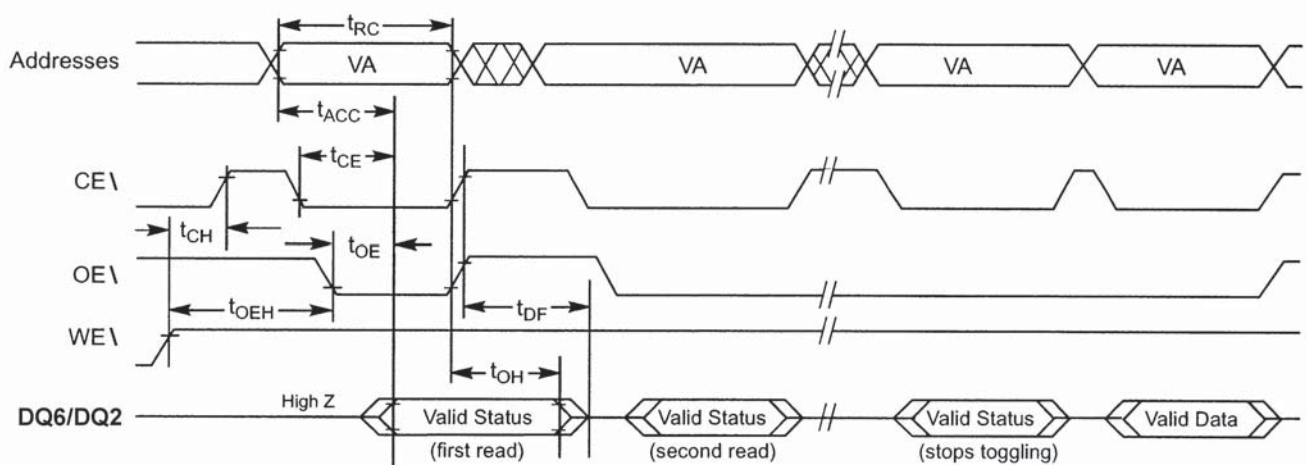 tRC
Addresses VA VA VA VA
tACC
tCE
CE\
tCH
tOE
OE\
tOEH
tDF
WE\
tOH
DQ6/DQ2 High Z Valid Status Valid Status Valid Status Valid Data
(first read) (second read) (stops toggling)